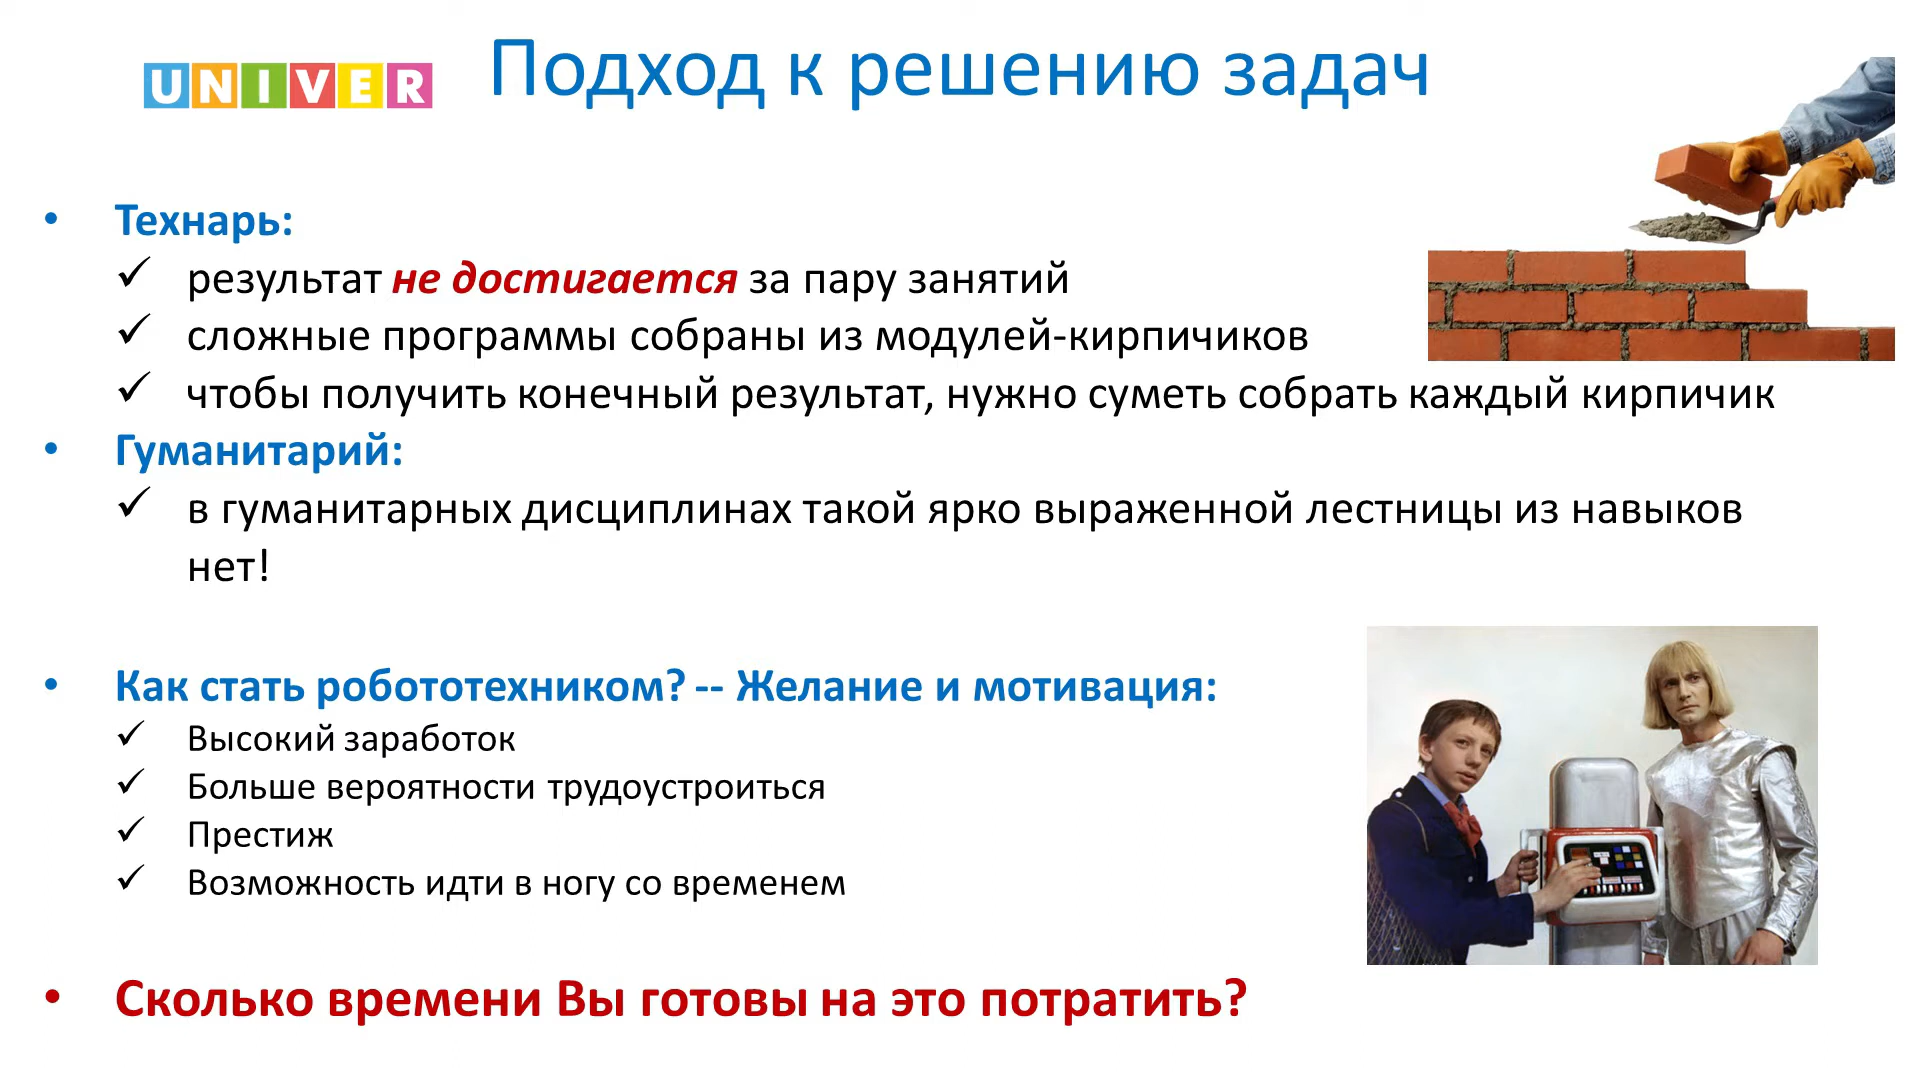 UNIVER
Подход к решению задач
• Технарь:
✓ результат не достигается за пару занятий
✓ сложные программы собраны из модулей-кирпичиков
✓ чтобы получить конечный результат, нужно суметь собрать каждый кирпичик
• Гуманитарий:
✓ в гуманитарных дисциплинах такой ярко выраженной лестницы из навыков
нет!
• Как стать робототехником? -- Желание и мотивация:
✓ Высокий заработок
✓ Больше вероятности трудоустроиться
✓ Престиж
✓ Возможность идти в ногу со временем
• Сколько времени Вы готовы на это потратить?